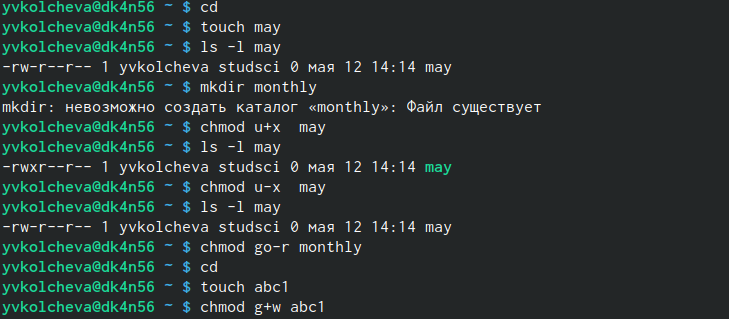 yvkolcheva@dk4n56 ~ $ cd
yvkolcheva@dk4n56 ~ $ touch may
yvkolcheva@dk4n56 ~ $ ls -l may
-rw-r--r-- 1 yvkolcheva studsci 0 мая 12 14:14 may
yvkolcheva@dk4n56 ~ $ mkdir monthly
mkdir: невозможно создать каталог «monthly»: Файл существует
yvkolcheva@dk4n56 ~ $ chmod u+x  may
yvkolcheva@dk4n56 ~ $ ls -l may
-rwxr--r-- 1 yvkolcheva studsci 0 мая 12 14:14 may
yvkolcheva@dk4n56 ~ $ chmod u-x  may
yvkolcheva@dk4n56 ~ $ ls -l may
-rw-r--r-- 1 yvkolcheva studsci 0 мая 12 14:14 may
yvkolcheva@dk4n56 ~ $ chmod go-r monthly
yvkolcheva@dk4n56 ~ $ cd
yvkolcheva@dk4n56 ~ $ touch abc1
yvkolcheva@dk4n56 ~ $ chmod g+w abc1